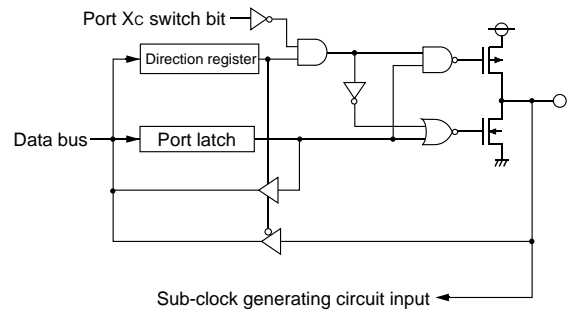 Port XC switch bit
Direction register
Data bus
Port latch
Sub-clock generating circuit input